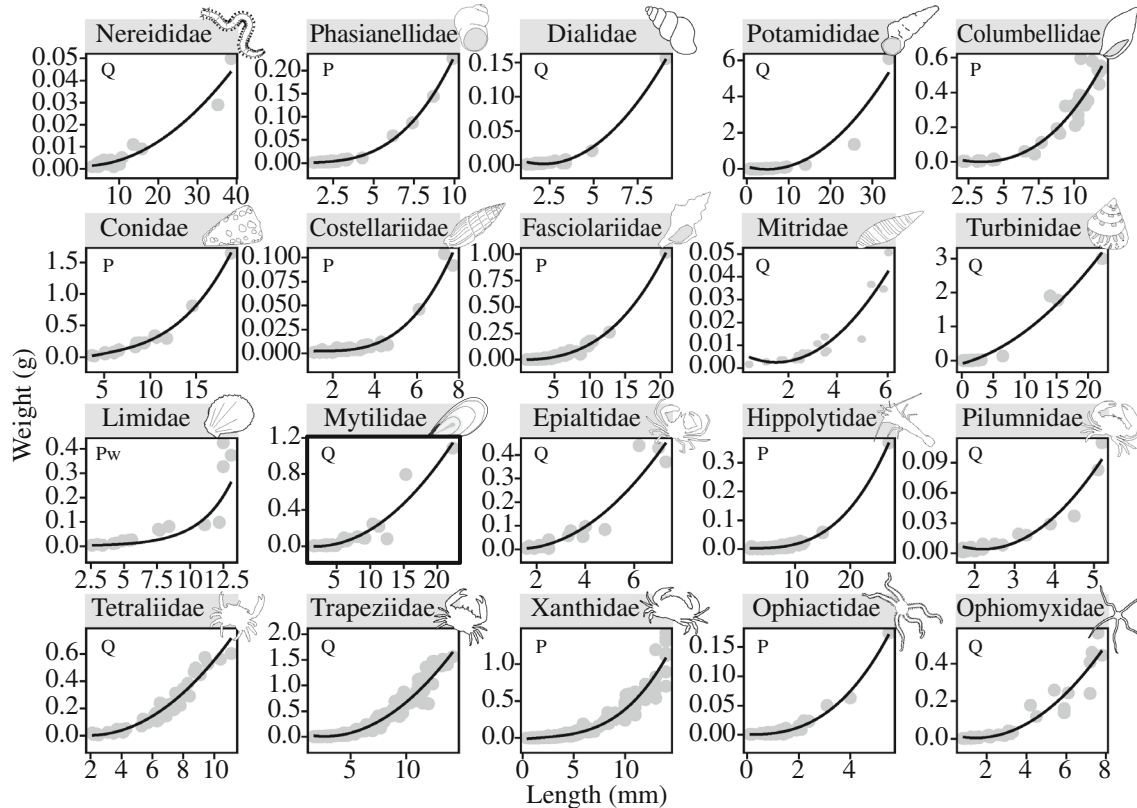 Nereididae Phasianellidae Dialidae Potamididae Columbellidae
Q P Q Q P
0.05 0.04 0.03 0.02 0.01 0.00
10 20 30 40
0.20 0.15 0.10 0.05 0.00
2.5 5 7.5 10
0.15 0.10 0.05 0.00
2.5 5.0 7.5
6 4 2 0
0 10 20 30
0.6 0.4 0.2 0.0
2.5 5 7.5 10
Conidae Costellariidae Fasciolariidae Mitridae Turbinidae
P P P Q Q
1.5 1.0 0.5 0.0
5 10 15
0.100 0.075 0.050 0.025 0.000
2 4 6 8
1.00 0.75 0.50 0.25 0.00
5 10 15 20
0.05 0.04 0.03 0.02 0.01 0.00
2 4 6
3 2 1 0
0 5 10 15 20
Weight (g)
Limidae Mytilidae Epialtidae Hippolytidae Pilumnidae
Pw Q Q P Q
0.4 0.3 0.2 0.1 0.0
2.5 5 7.5 10 12.5
1.2 0.8 0.4 0.0
5 10 15 20
0.4 0.3 0.2 0.1 0.0
2 4 6
0.3 0.2 0.1 0.0
10 20
0.09 0.06 0.03 0.00
2 3 4 5
Tetraliidae Trapeziidae Xanthidae Ophiactidae Ophiomyxidae
Q Q P P Q
0.6 0.4 0.2 0.0
2 4 6 8 10
2.0 1.5 1.0 0.5 0.0
5 10
1.0 0.5 0.0
0 5 10
0.15 0.10 0.05 0.00
0 2 4
0.4 0.2 0.0
2 4 6 8
Length (mm)